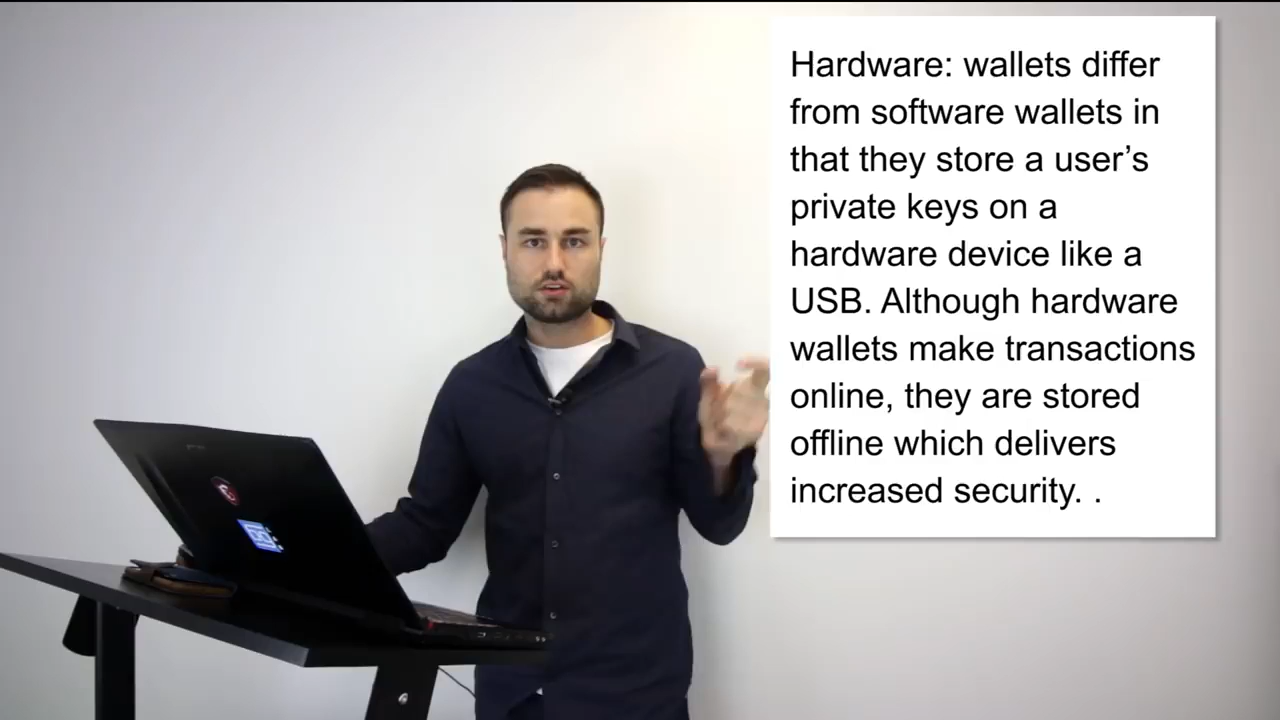 Hardware: wallets differ
from software wallets in
that they store a user’s
private keys on a
hardware device like a
USB. Although hardware
wallets make transactions
online, they are stored
offline which delivers
increased security. .